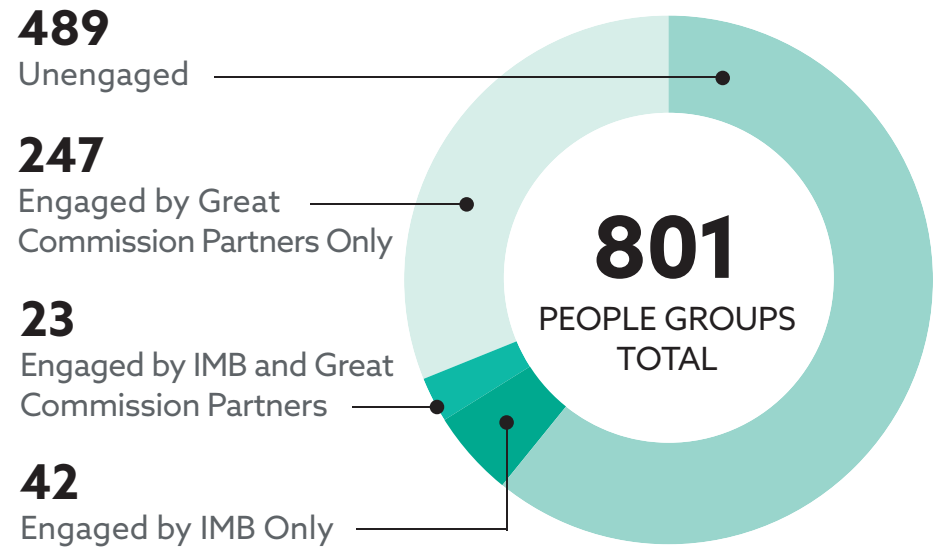 489
Unengaged
247
Engaged by Great
Commission Partners Only
23
Engaged by IMB and Great
Commission Partners
42
Engaged by IMB Only
801
PEOPLE GROUPS
TOTAL